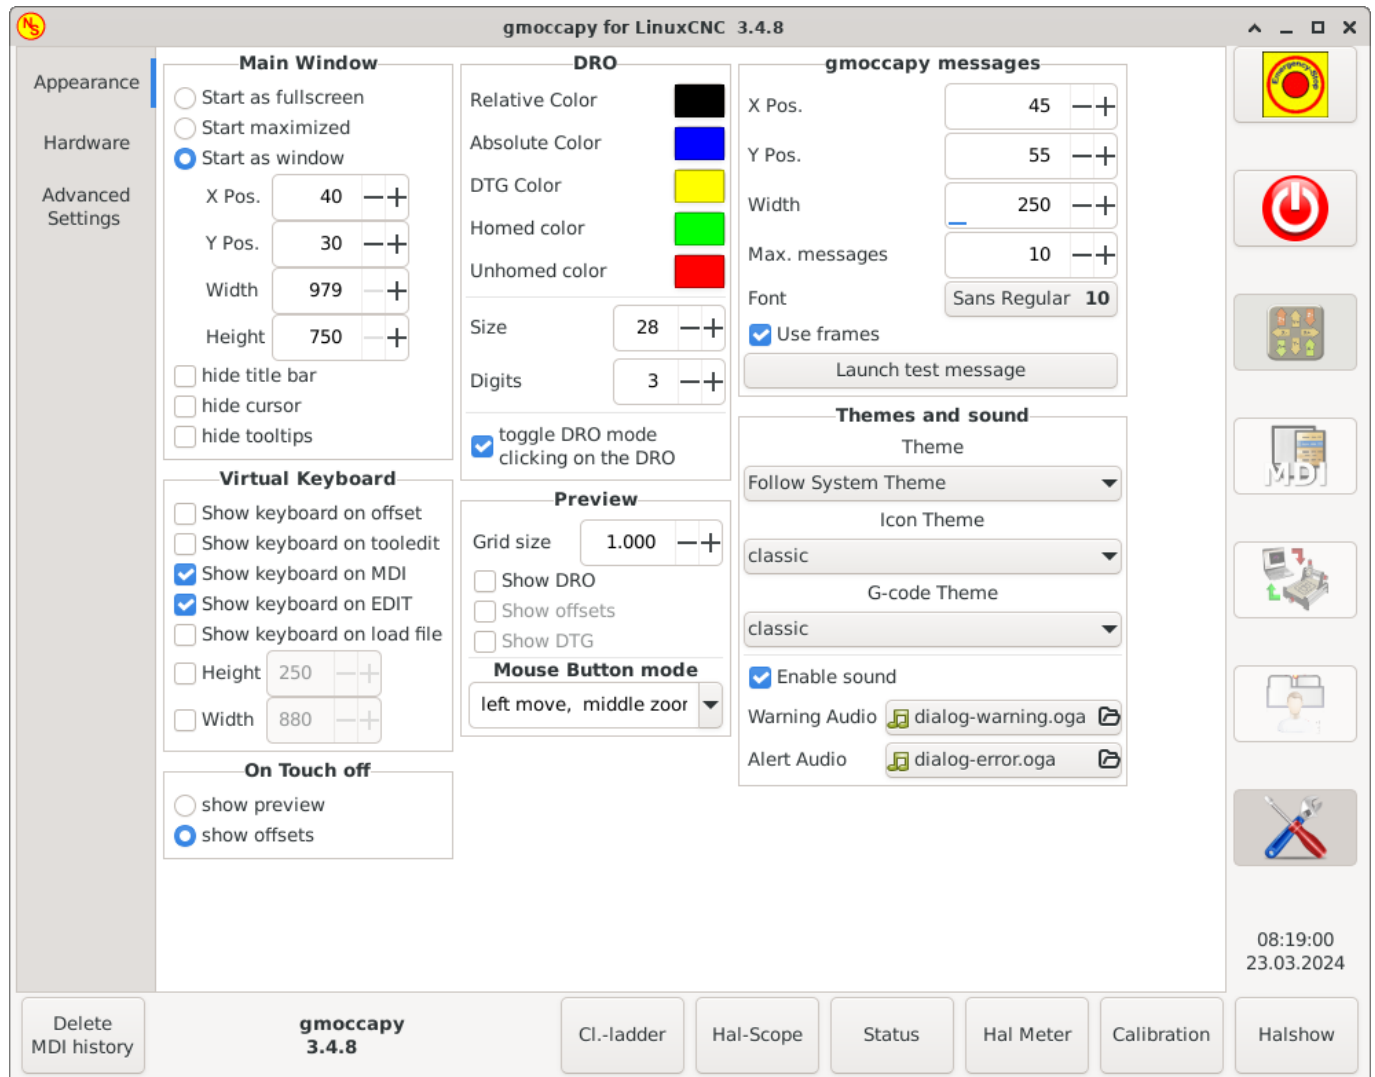 gmoccapy for LinuxCNC 3.4.8
Appearance
Hardware
Advanced
Settings
Main Window
Start as fullscreen
Start maximized
Start as window
X Pos. 40
Y Pos. 30
Width 979
Height 750
hide title bar
hide cursor
hide tooltips
Virtual Keyboard
Show keyboard on offset
Show keyboard on tooledit
Show keyboard on MDI
Show keyboard on EDIT
Show keyboard on load file
Height 250
Width 880
On Touch off
show preview
show offsets
DRO
Relative Color
Absolute Color
DTG Color
Homed color
Unhomed color
Size 28
Digits 3
toggle DRO mode
clicking on the DRO
Preview
Grid size 1.000
Show DRO
Show offsets
Show DTG
Mouse Button mode
left move, middle zoor
gmoccapy messages
X Pos. 45
Y Pos. 55
Width 250
Max. messages 10
Font Sans Regular 10
Use frames
Launch test message
Themes and sound
Theme
Follow System Theme
Icon Theme
classic
G-code Theme
classic
Enable sound
Warning Audio dialog-warning.oga
Alert Audio dialog-error.oga
Emergency-Stop
MDI
08:19:00
23.03.2024
Delete
MDI history
gmoccapy
3.4.8
Cl.-ladder
Hal-Scope
Status
Hal Meter
Calibration
Halshow